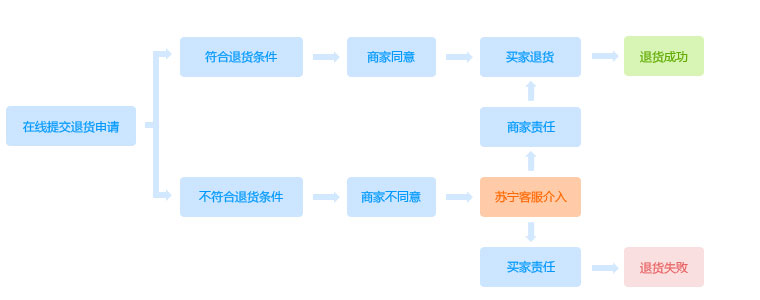 符合退货条件
商家同意
买家退货
退货成功
在线提交退货申请
商家责任
不符合退货条件
商家不同意
苏宁客服介入
买家责任
退货失败